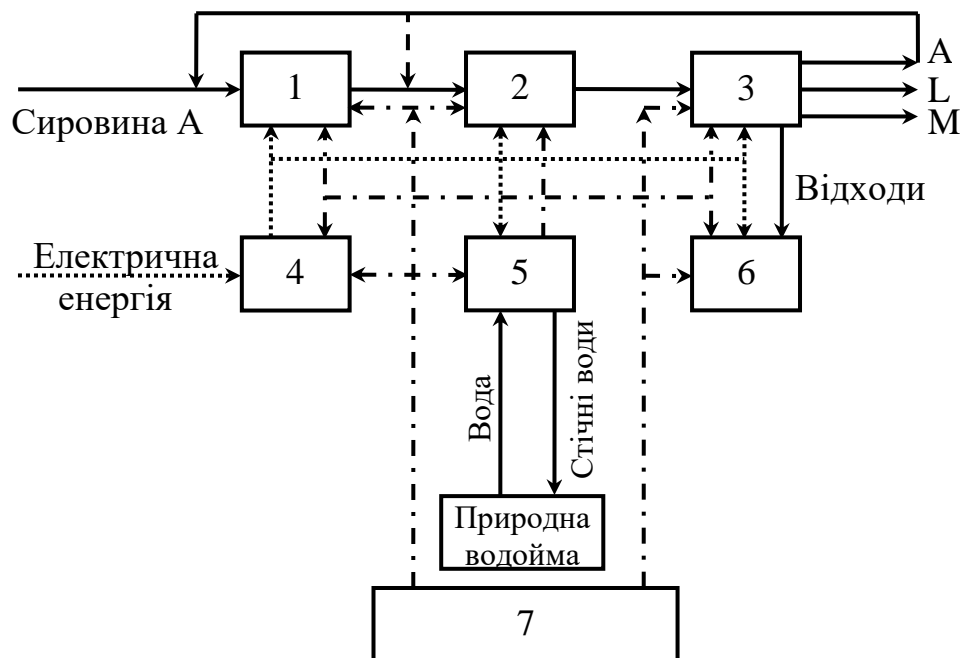 1
2
3
A
L
M
Сировина А
Відходи
Електрична
енергія
4
5
6
Вода
Стічні води
Природна
водойма
7